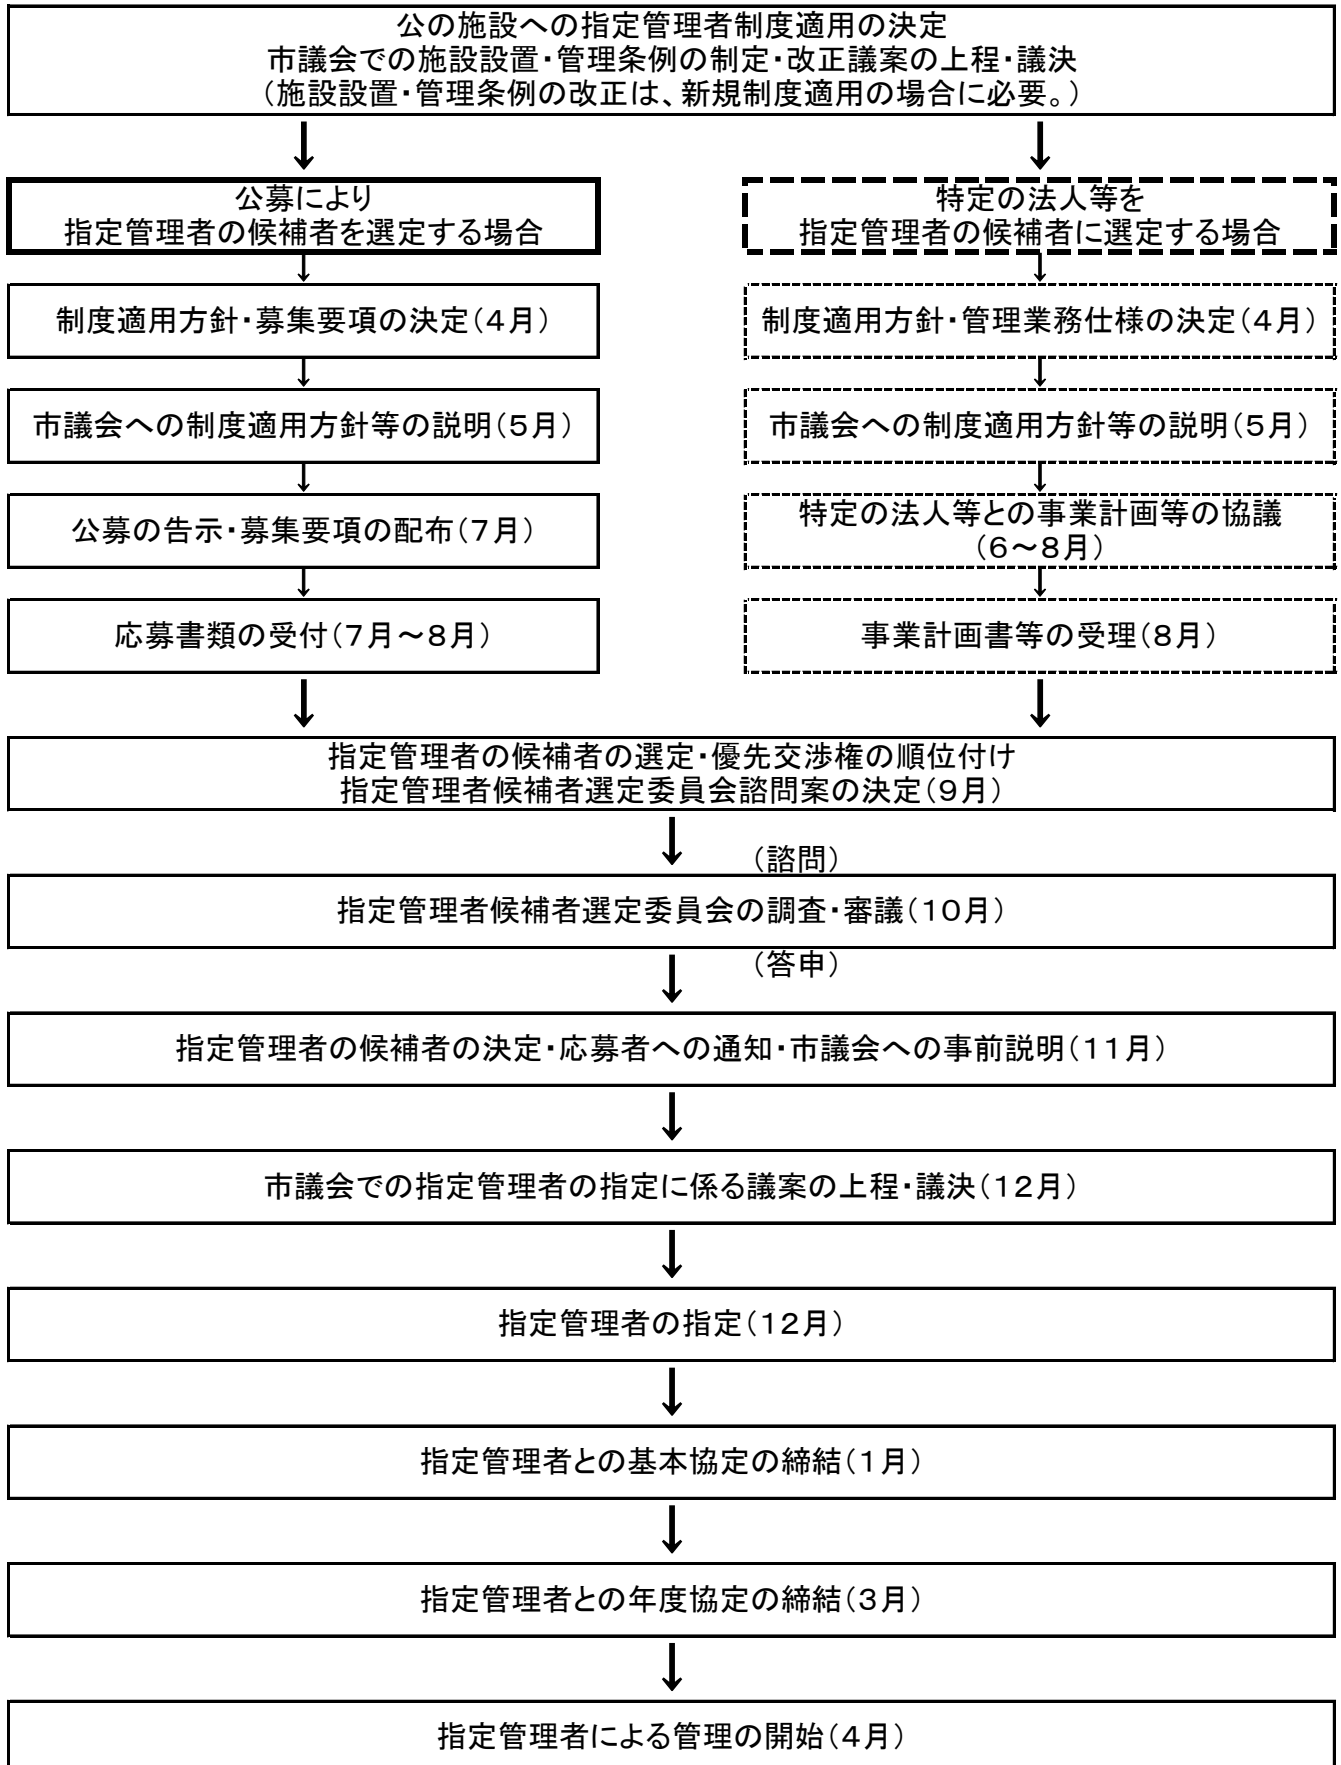 公の施設への指定管理者制度適用の決定
市議会での施設設置・管理条例の制定・改正議案の上程・議決
（施設設置・管理条例の改正は、新規制度適用の場合に必要。）
公募により
指定管理者の候補者を選定する場合
制度適用方針・募集要項の決定（４月）
市議会への制度適用方針等の説明（５月）
公募の告示・募集要項の配布（７月）
応募書類の受付（７月～８月）
特定の法人等を
指定管理者の候補者に選定する場合
制度適用方針・管理業務仕様の決定（４月）
市議会への制度適用方針等の説明（５月）
特定の法人等との事業計画等の協議
（６～８月）
事業計画書等の受理（８月）
指定管理者の候補者の選定・優先交渉権の順位付け
指定管理者候補者選定委員会諮問案の決定（９月）
（諮問）
指定管理者候補者選定委員会の調査・審議（１０月）
（答申）
指定管理者の候補者の決定・応募者への通知・市議会への事前説明（１１月）
市議会での指定管理者の指定に係る議案の上程・議決（１２月）
指定管理者の指定（１２月）
指定管理者との基本協定の締結（１月）
指定管理者との年度協定の締結（３月）
指定管理者による管理の開始（４月）